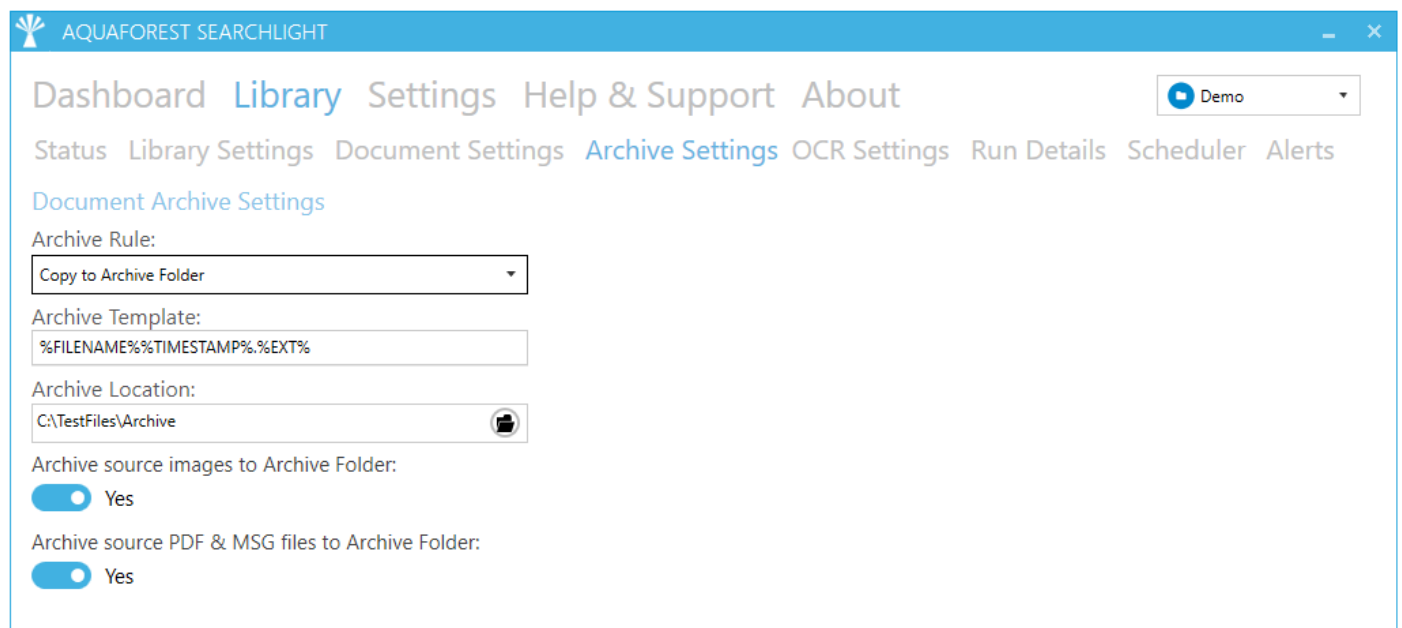 AQUAFOREST SEARCHLIGHT
Dashboard Library Settings Help & Support About Demo
Status Library Settings Document Settings Archive Settings OCR Settings Run Details Scheduler Alerts
Document Archive Settings
Archive Rule:
Copy to Archive Folder
Archive Template:
%FILENAME%%TIMESTAMP%.%EXT%
Archive Location:
C:\TestFiles\Archive
Archive source images to Archive Folder:
Yes
Archive source PDF & MSG files to Archive Folder:
Yes